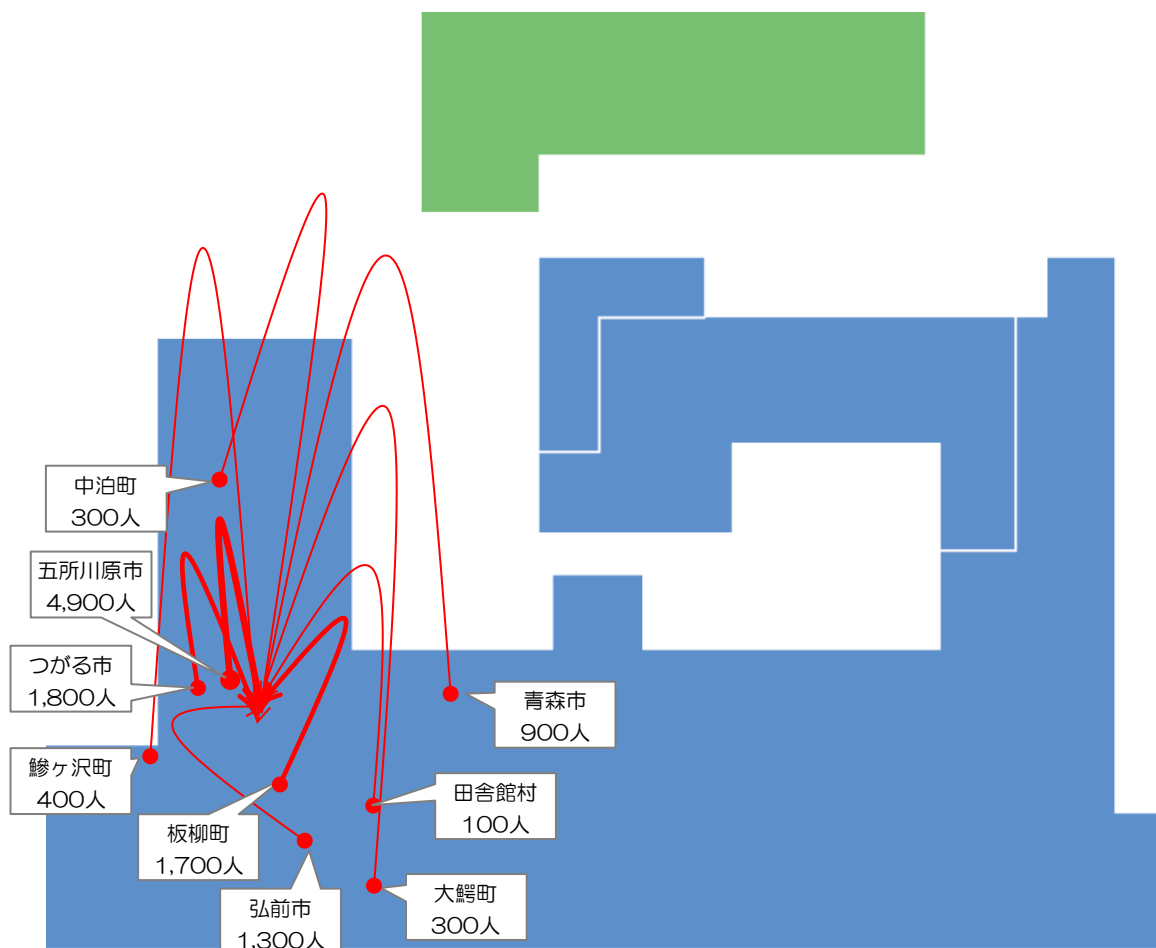 中泊町
300人
五所川原市
4,900人
つがる市
1,800人
鰺ヶ沢町
400人
板柳町
1,700人
弘前市
1,300人
青森市
900人
田舎館村
100人
大鰐町
300人